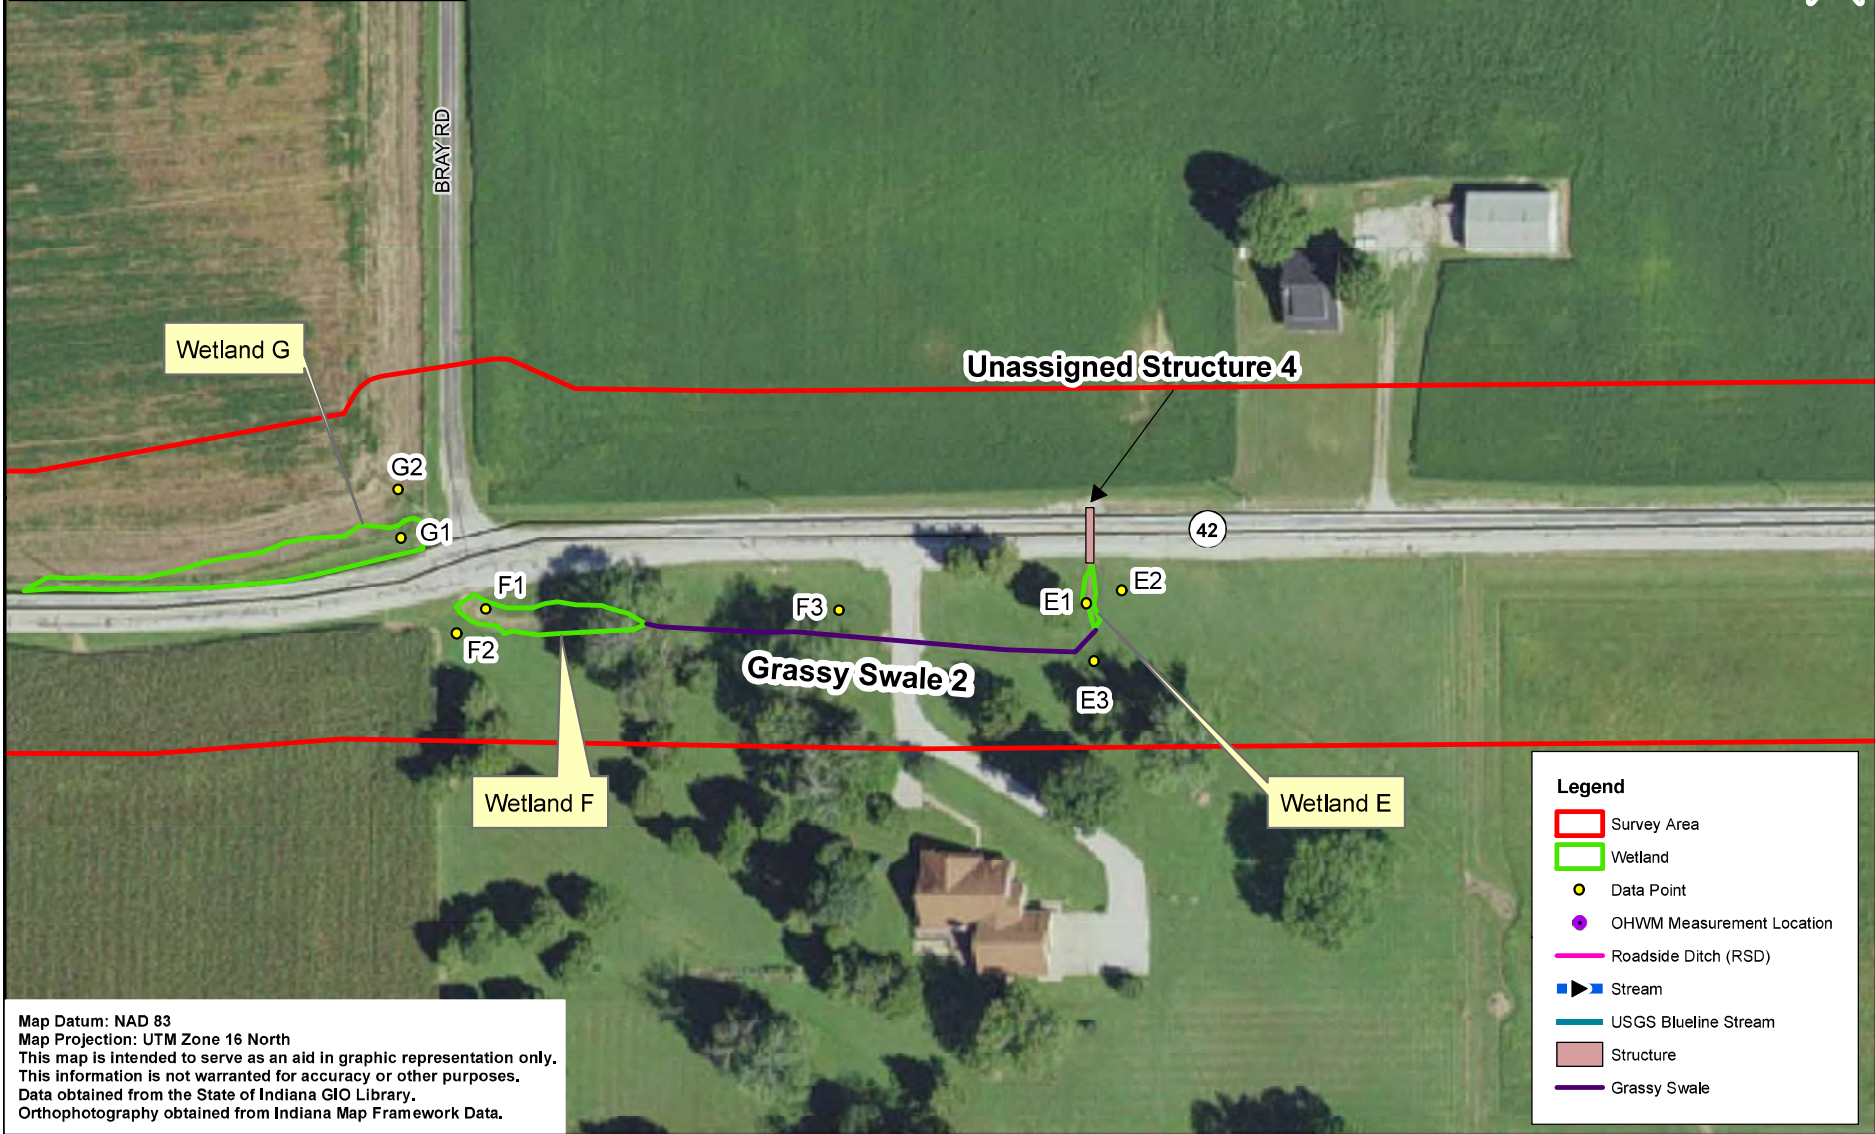 BRAY RD
Wetland G
Unassigned Structure 4
G2
G1
42
F1
F2
F3
E1
E2
E3
Grassy Swale 2
Wetland F
Wetland E
Legend
Survey Area
Wetland
Data Point
OHWM Measurement Location
Roadside Ditch (RSD)
Stream
USGS Blueline Stream
Structure
Grassy Swale
Map Datum: NAD 83
Map Projection: UTM Zone 16 North
This map is intended to serve as an aid in graphic representation only.
This information is not warranted for accuracy or other purposes.
Data obtained from the State of Indiana GIO Library.
Orthophotography obtained from Indiana Map Framework Data.